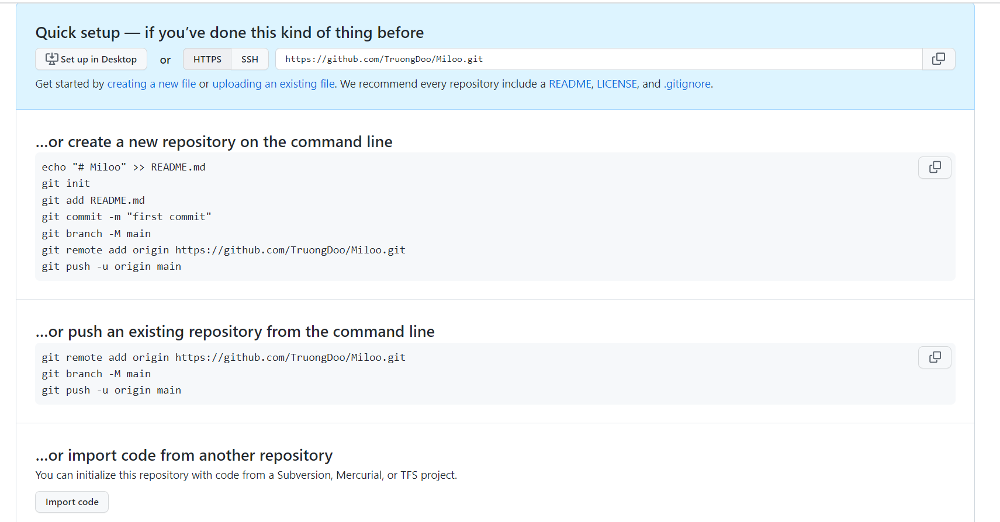 Quick setup — if you’ve done this kind of thing before
Set up in Desktop or HTTPS SSH https://github.com/TruongDoo/Miloo.git
Get started by creating a new file or uploading an existing file. We recommend every repository include a README, LICENSE, and .gitignore.
...or create a new repository on the command line
echo "# Miloo" >> README.md
git init
git add README.md
git commit -m "first commit"
git branch -M main
git remote add origin https://github.com/TruongDoo/Miloo.git
git push -u origin main
...or push an existing repository from the command line
git remote add origin https://github.com/TruongDoo/Miloo.git
git branch -M main
git push -u origin main
...or import code from another repository
You can initialize this repository with code from a Subversion, Mercurial, or TFS project.
Import code